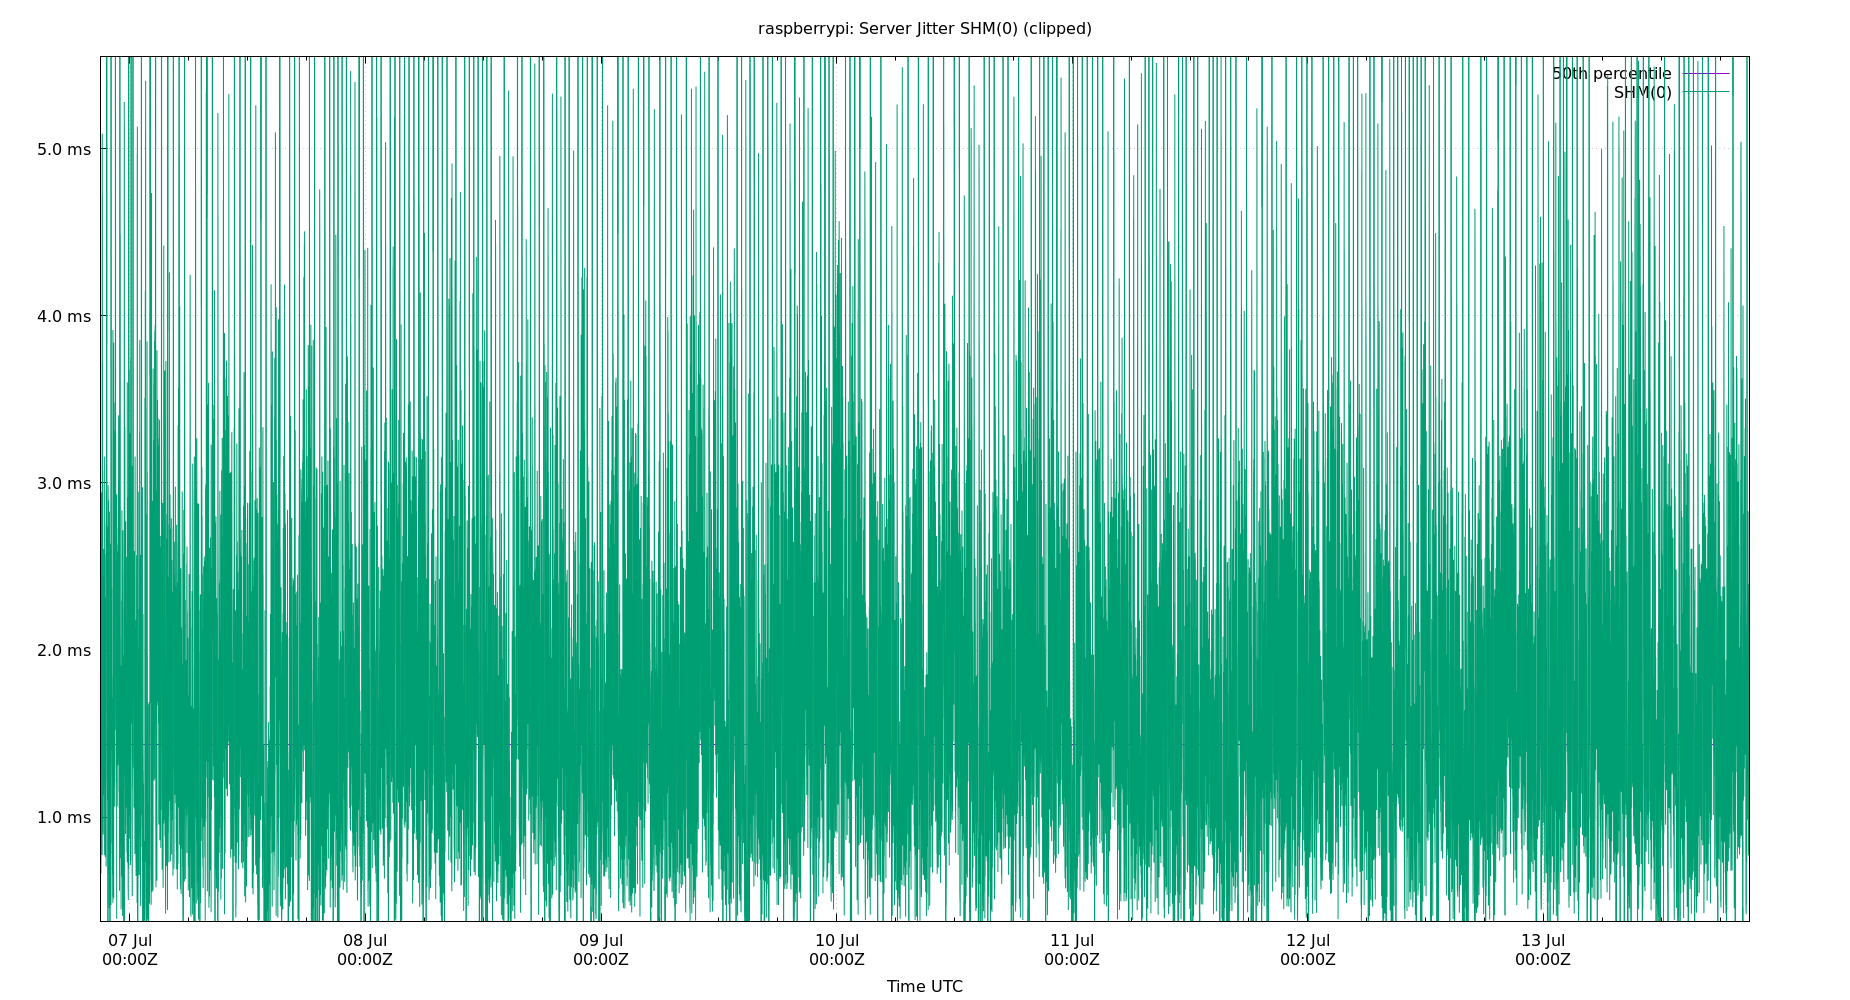 raspberrypi: Server Jitter SHM(0) (clipped)
50th percentile
SHM(0)
5.0 ms
4.0 ms
3.0 ms
2.0 ms
1.0 ms
07 Jul 08 Jul 09 Jul 10 Jul 11 Jul 12 Jul 13 Jul
00:00Z 00:00Z 00:00Z 00:00Z 00:00Z 00:00Z 00:00Z
Time UTC